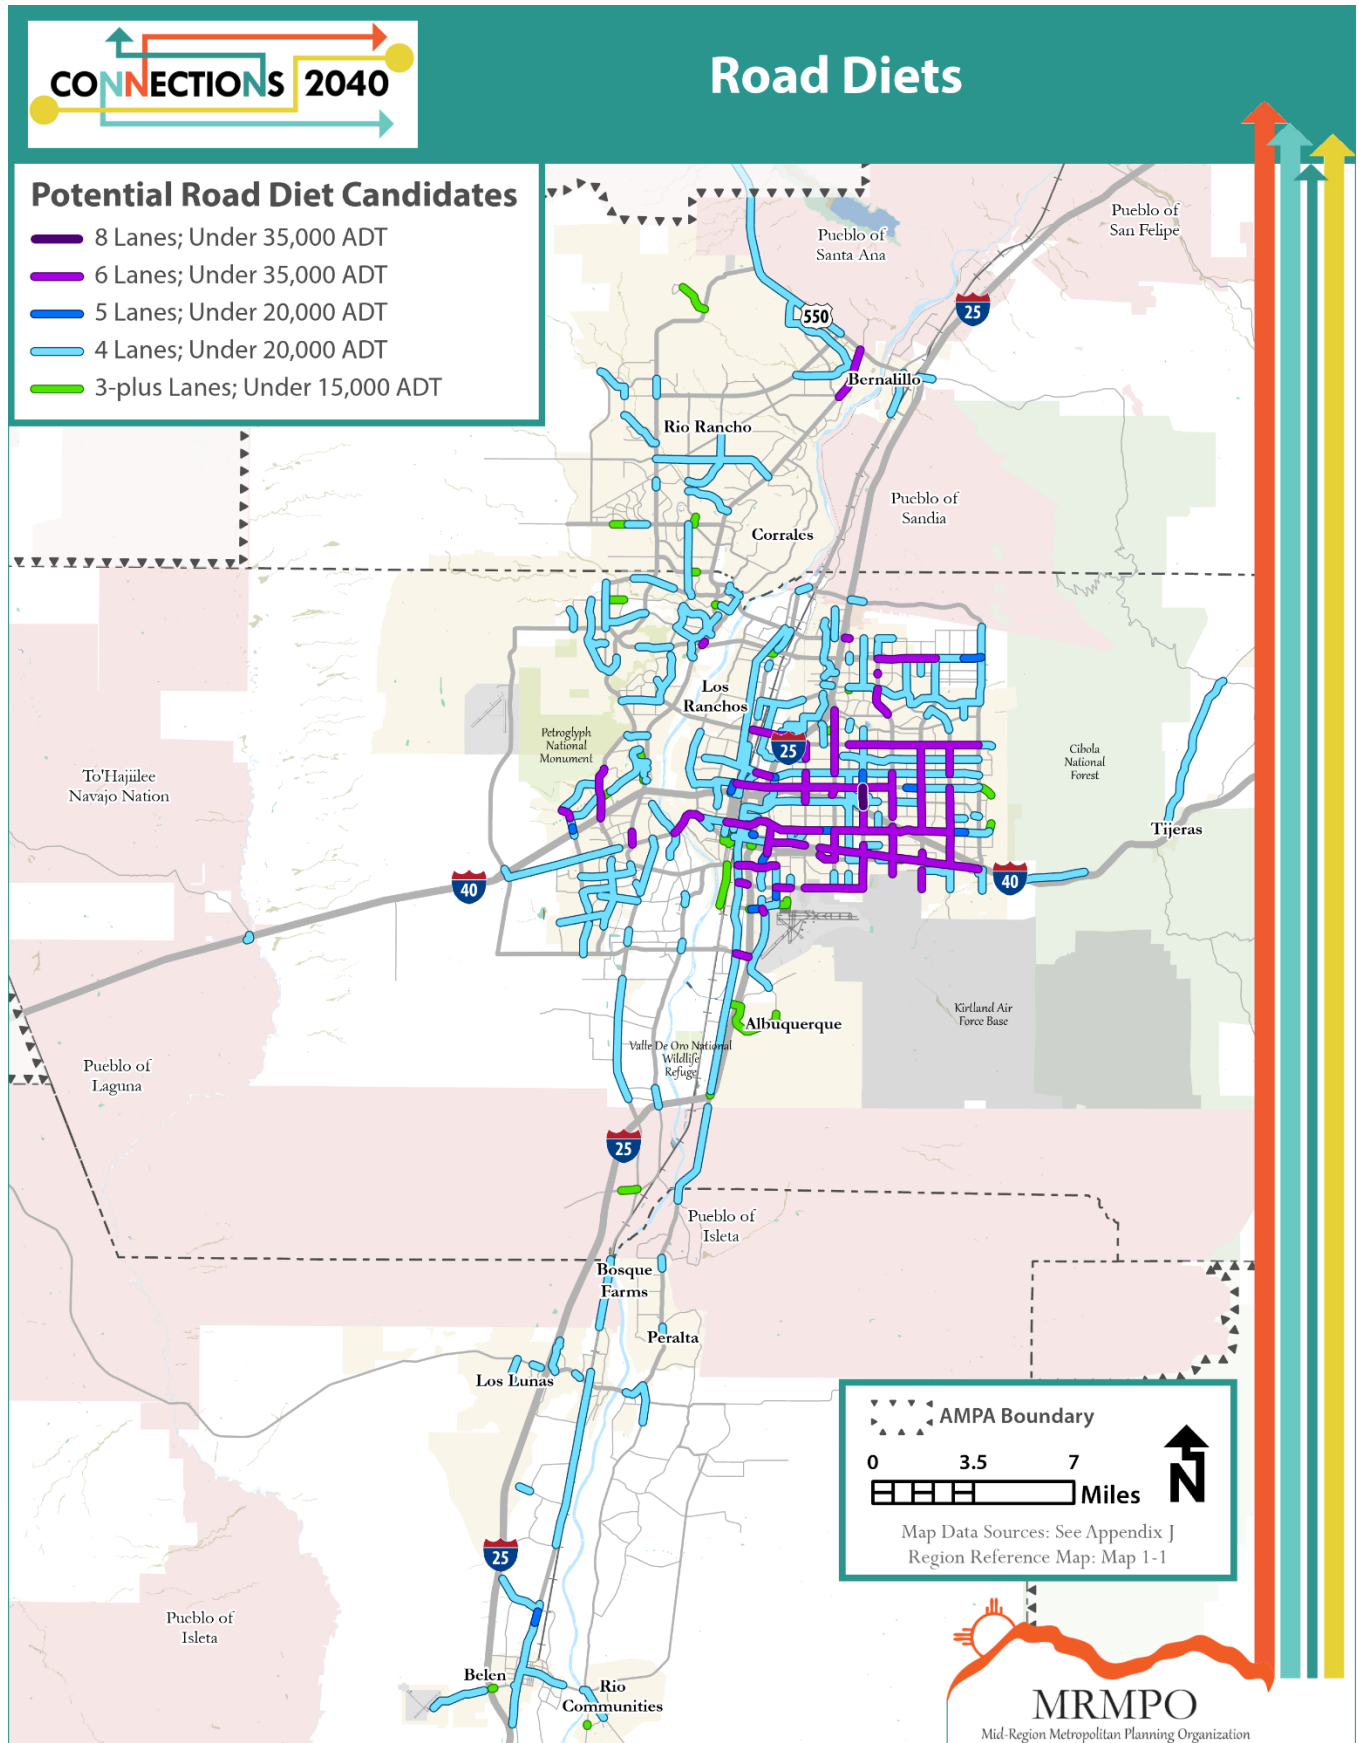 CONNECTIONS 2040
Road Diets
Potential Road Diet Candidates
8 Lanes; Under 35,000 ADT
6 Lanes; Under 35,000 ADT
5 Lanes; Under 20,000 ADT
4 Lanes; Under 20,000 ADT
3-plus Lanes; Under 15,000 ADT
Pueblo of
San Felipe
Pueblo of
Santa Ana
25
550
Bernalillo
Rio Rancho
Pueblo of
Sandia
Corrales
Los
Ranchos
Petroglyph
National
Monument
25
Cibola
National
Forest
To'Hajiilee
Navajo Nation
Tijeras
40
40
Kirtland Air
Force Base
Albuquerque
Valle De Oro National
Wildlife
Refuge
Pueblo of
Laguna
25
Pueblo of
Isleta
Bosque
Farms
Peralta
Los Lunas
AMPA Boundary
0 3.5 7
Miles
N
Map Data Sources: See Appendix J
Region Reference Map: Map 1-1
25
Pueblo of
Isleta
Belen
Rio
Communities
MRMPO
Mid-Region Metropolitan Planning Organization